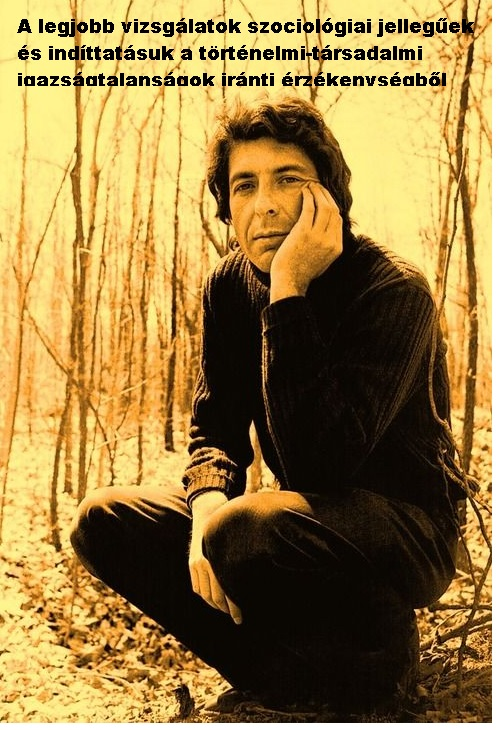 A legjobb vizsgálatok szociológiai jellegűek
és indíttatásuk a történelmi-társadalmi
igazságtalanságok iránti érzékenységből